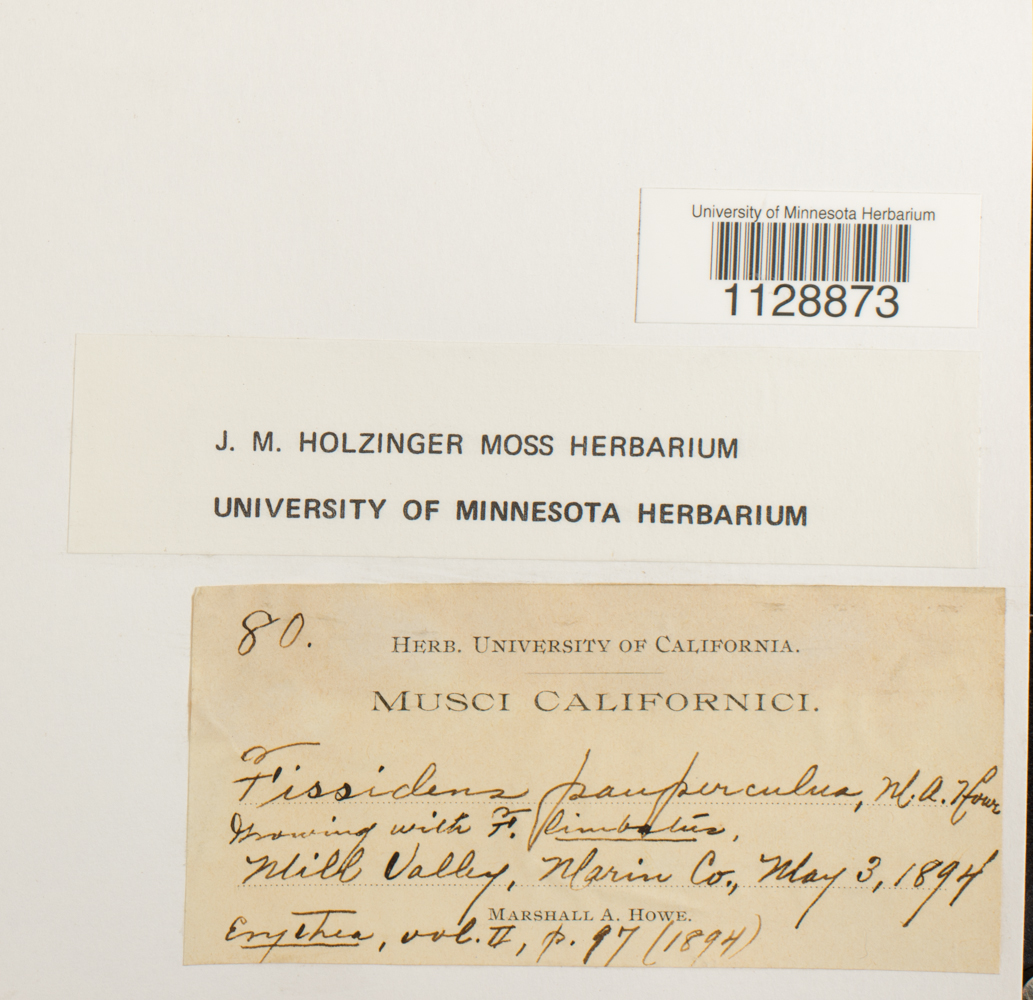 University of Minnesota Herbarium
1128873
J. M. HOLZINGER MOSS HERBARIUM
UNIVERSITY OF MINNESOTA HERBARIUM
80.
HERB. UNIVERSITY OF CALIFORNIA.
MUSCI CALIFORNICI.
Fissidens pauperculus, M.A. Howe
Growing with F. limbatus,
Mill Valley, Marin Co., May 3, 1894
MARSHALL A. HOWE.
Erythea, vol. II, p. 97 (1894)